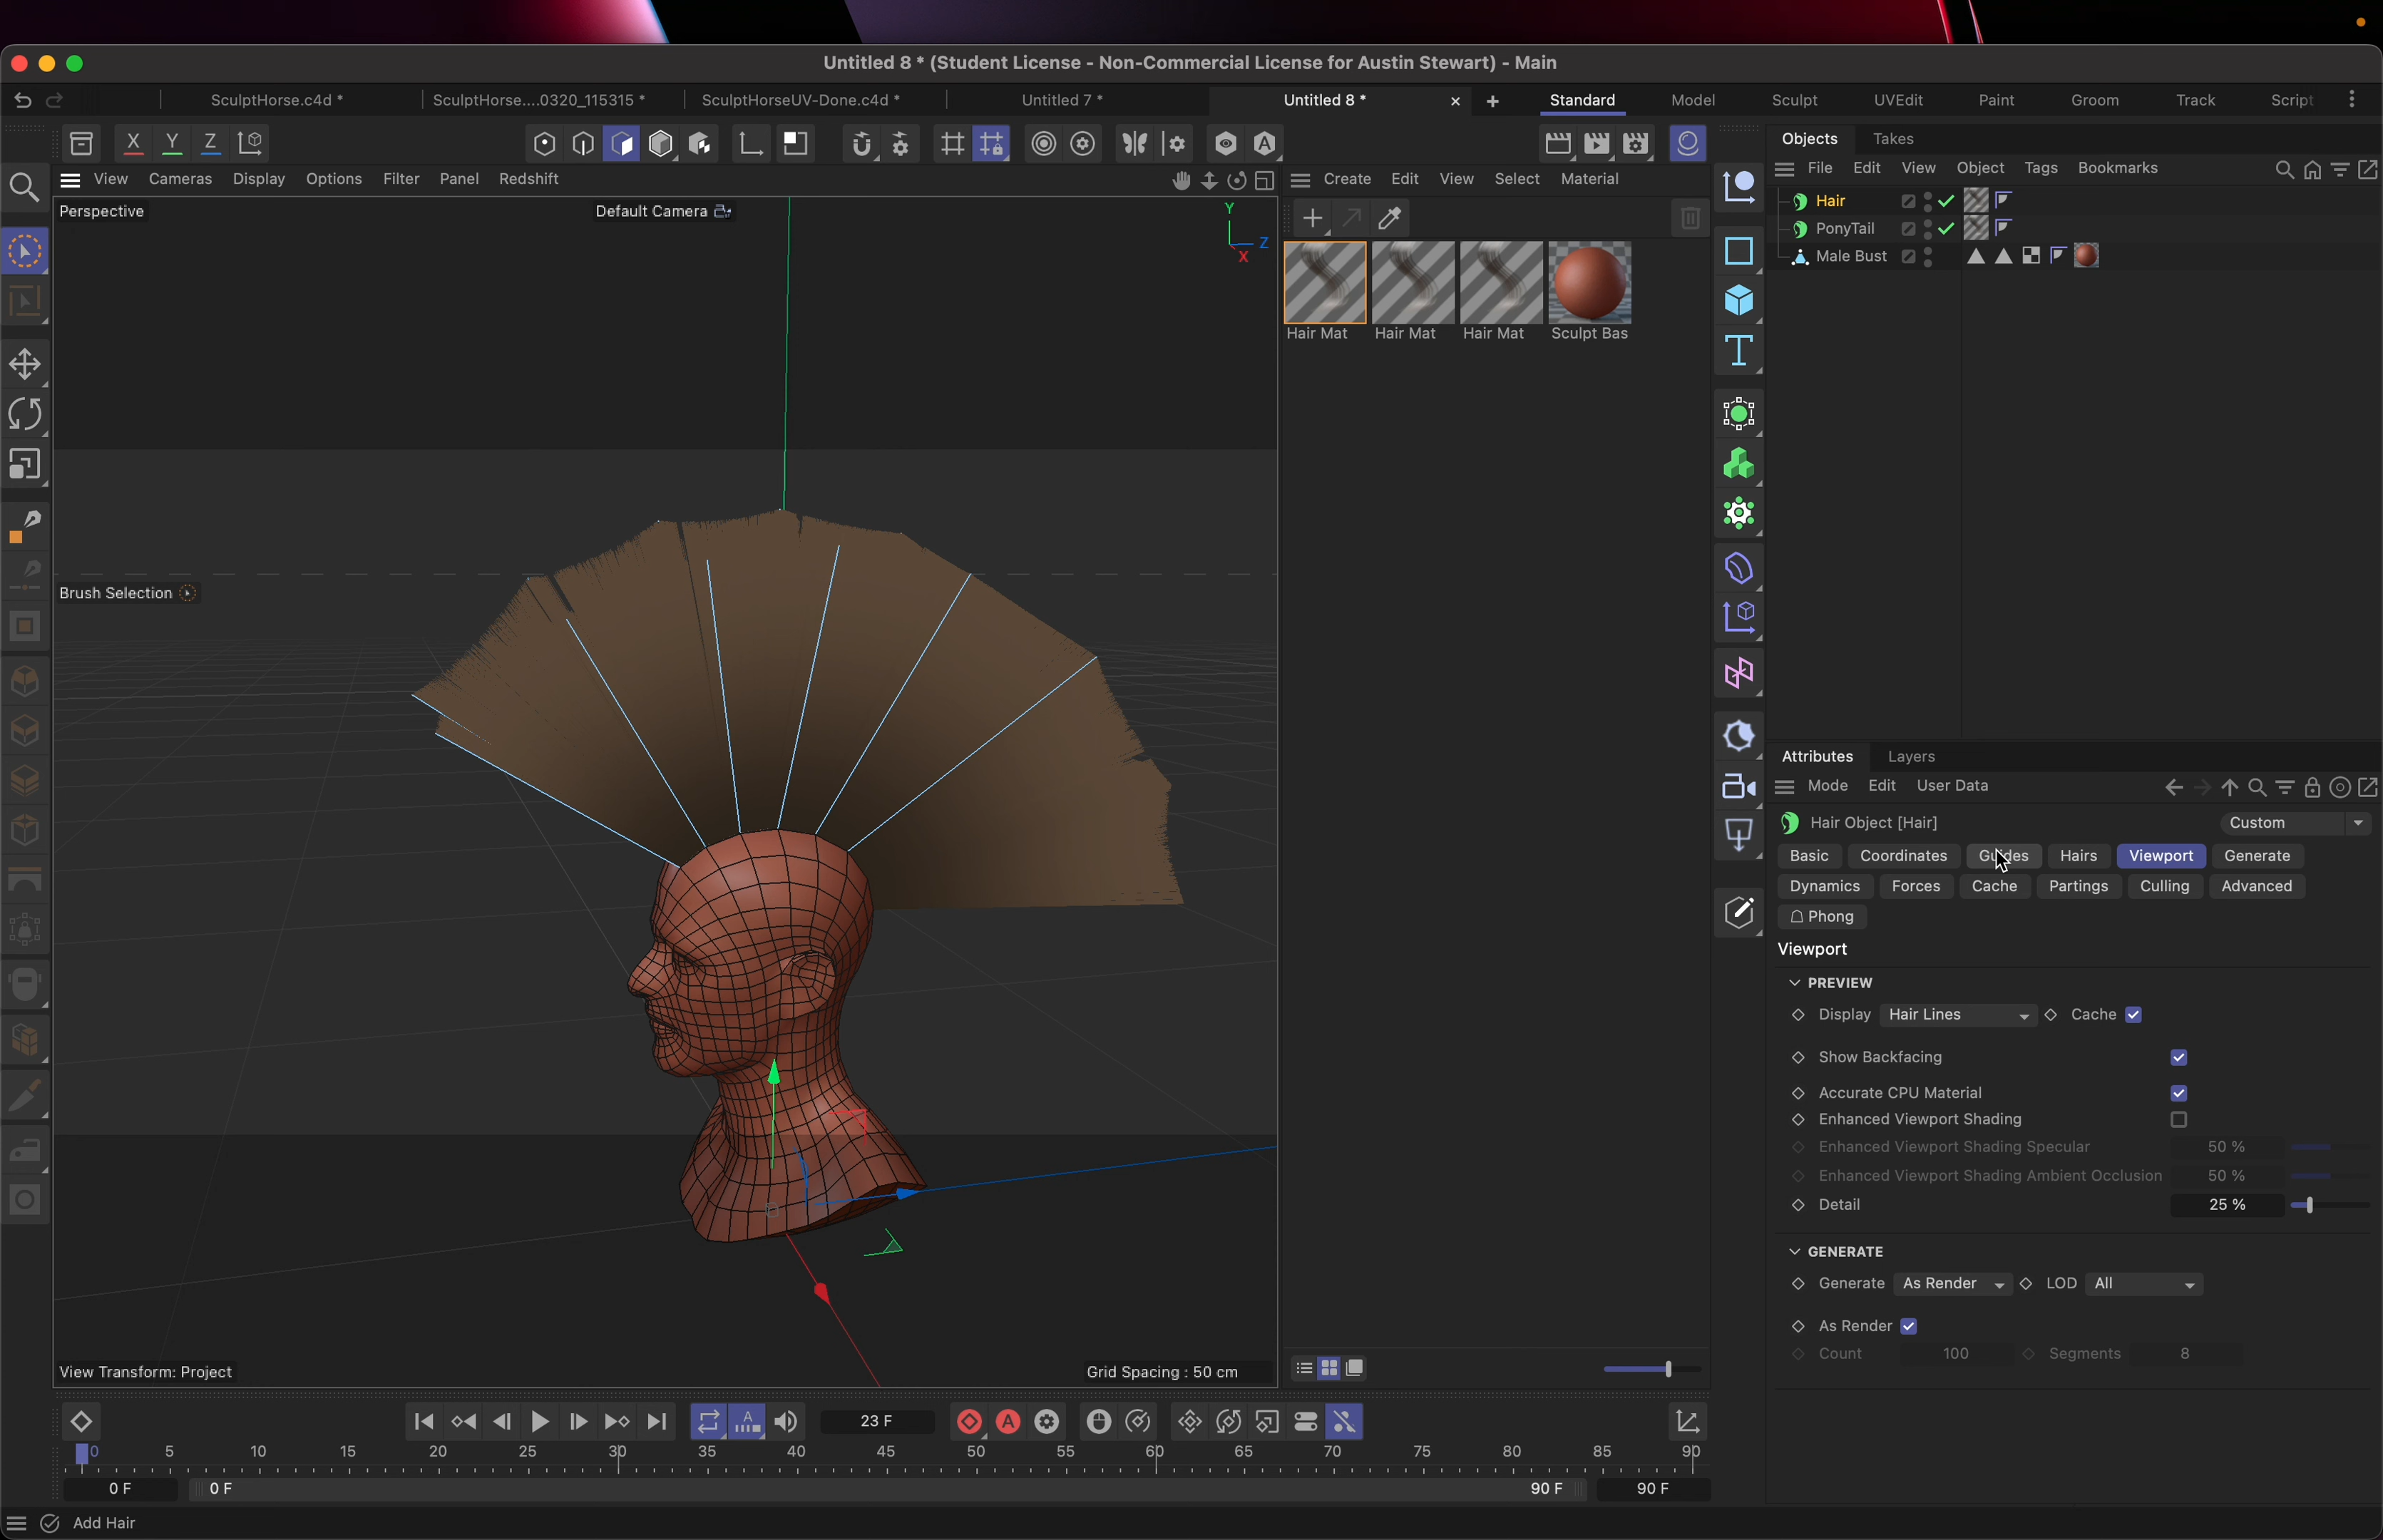 Untitled 8 * (Student License - Non-Commercial License for Austin Stewart) - Main
SculptHorse.c4d * SculptHorse....0320_115315 * SculptHorseUV-Done.c4d * Untitled 7 * Untitled 8 * Standard Model Sculpt UVEdit Paint Groom Track Script
X Y Z
Objects Takes
View Cameras Display Options Filter Panel Redshift
Create Edit View Select Material
File Edit View Object Tags Bookmarks
Perspective
Default Camera
Y
Z
X
Hair
PonyTail
Male Bust
Hair Mat Hair Mat Hair Mat Sculpt Bas
Brush Selection
Attributes Layers
Mode Edit User Data
Hair Object [Hair] Custom
Basic Coordinates Guides Hairs Viewport Generate
Dynamics Forces Cache Partings Culling Advanced
Phong
Viewport
PREVIEW
Display Hair Lines Cache
Show Backfacing
Accurate CPU Material
Enhanced Viewport Shading
Enhanced Viewport Shading Specular 50 %
Enhanced Viewport Shading Ambient Occlusion 50 %
Detail 25 %
GENERATE
Generate As Render LOD All
As Render
Count 100 Segments 8
View Transform: Project
Grid Spacing : 50 cm
23 F
0 5 10 15 20 25 30 35 40 45 50 55 60 65 70 75 80 85 90
0 F 0 F 90 F 90 F
Add Hair